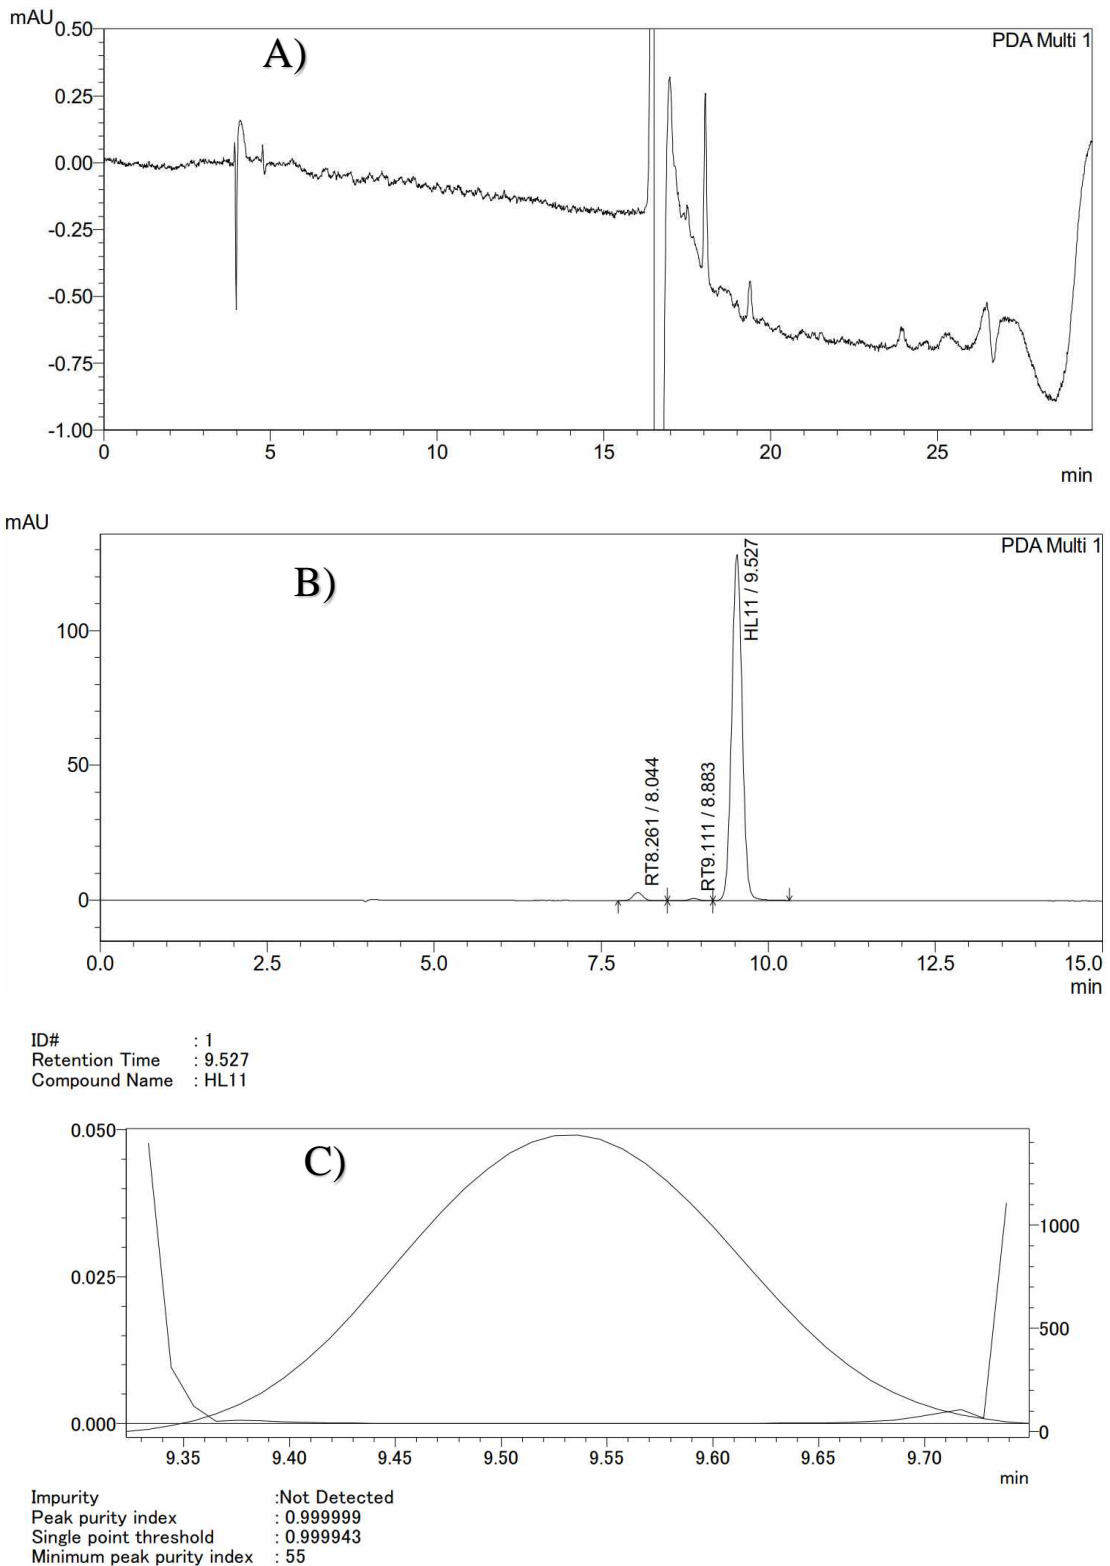 mAU
0.50
A)
PDA Multi 1
0.25
0.00
-0.25
-0.50
-0.75
-1.00
0 5 10 15 20 25
min
mAU
PDA Multi 1
B)
HL11 / 9.527
100
50
RT8.261 / 8.044
RT9.111 / 8.883
0
0.0 2.5 5.0 7.5 10.0 12.5 15.0
min
ID# : 1
Retention Time : 9.527
Compound Name : HL11
0.050
C)
1000
0.025
500
0.000
0
9.35 9.40 9.45 9.50 9.55 9.60 9.65 9.70
min
Impurity :Not Detected
Peak purity index : 0.999999
Single point threshold : 0.999943
Minimum peak purity index : 55